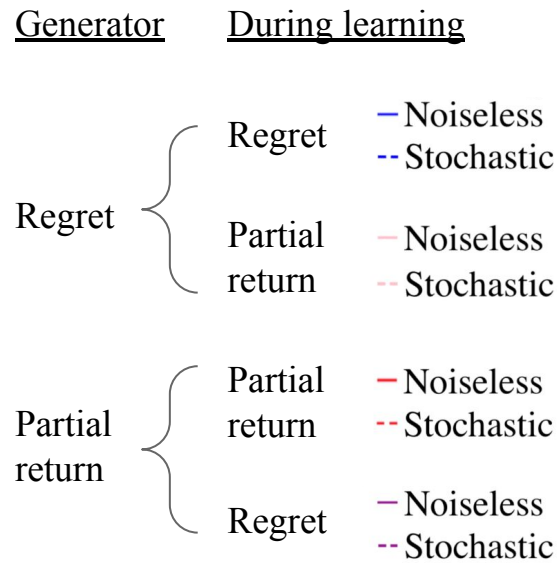 Generator During learning
Regret
Regret
Noiseless
Stochastic
Partial
return
Noiseless
Stochastic
Partial
return
Partial
return
Noiseless
Stochastic
Regret
Noiseless
Stochastic